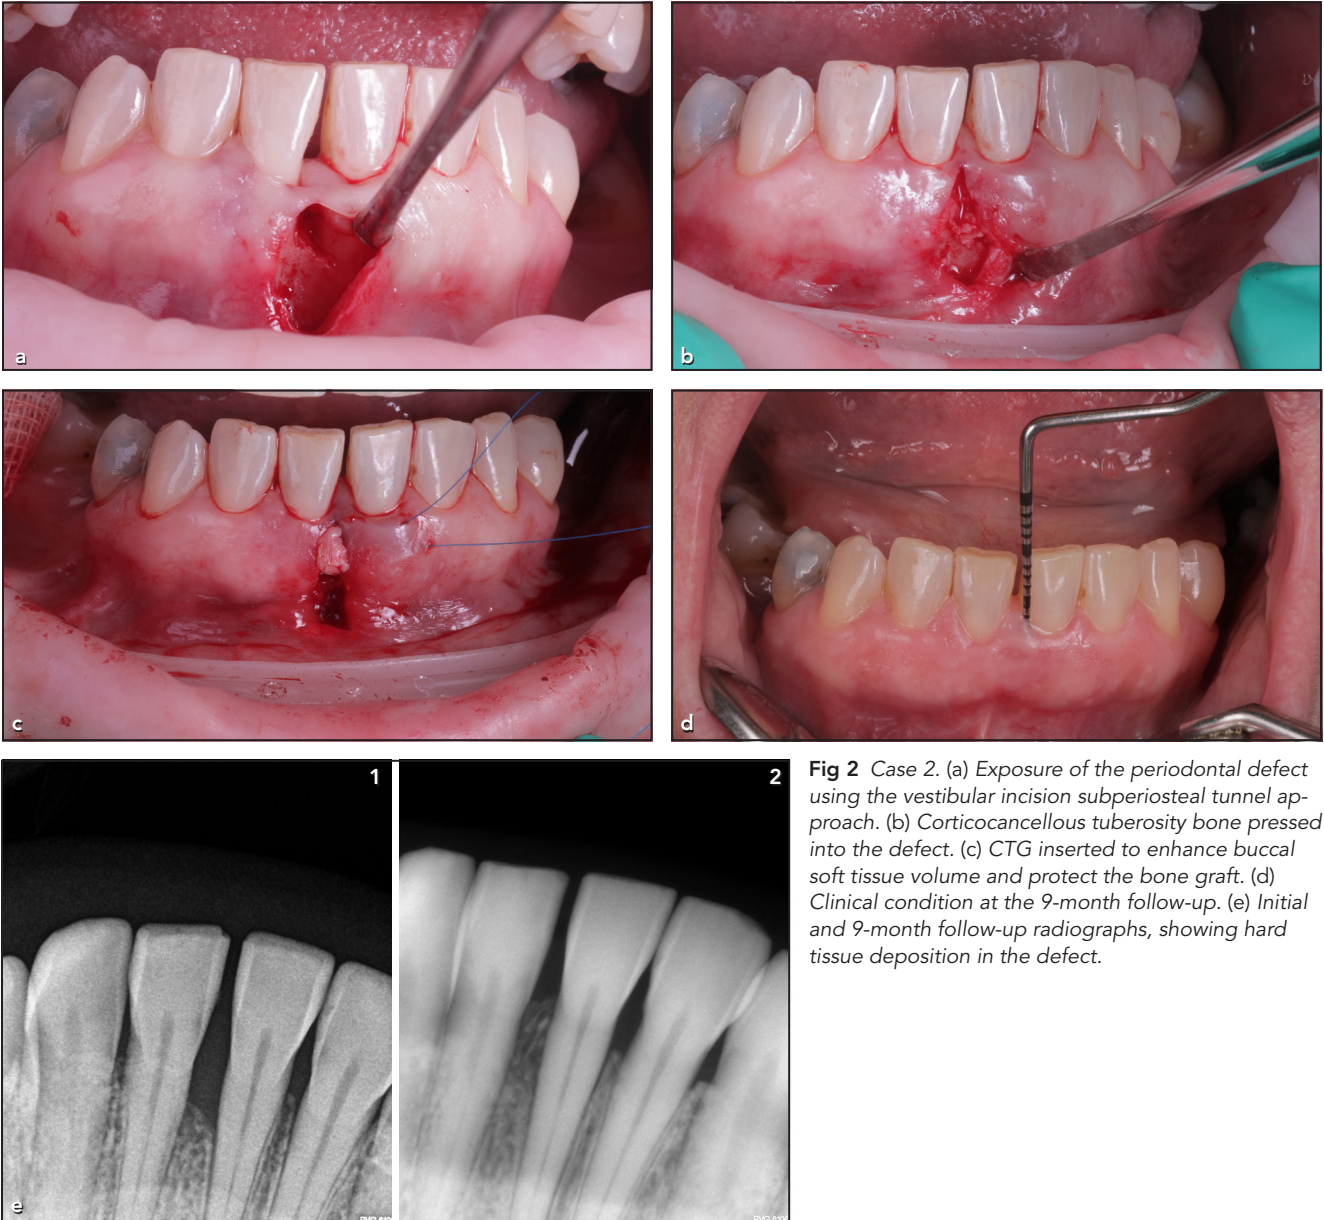 a
b
c
d
1
2
e
Fig 2 Case 2. (a) Exposure of the periodontal defect
using the vestibular incision subperiosteal tunnel ap-
proach. (b) Corticocancellous tuberosity bone pressed
into the defect. (c) CTG inserted to enhance buccal
soft tissue volume and protect the bone graft. (d)
Clinical condition at the 9-month follow-up. (e) Initial
and 9-month follow-up radiographs, showing hard
tissue deposition in the defect.